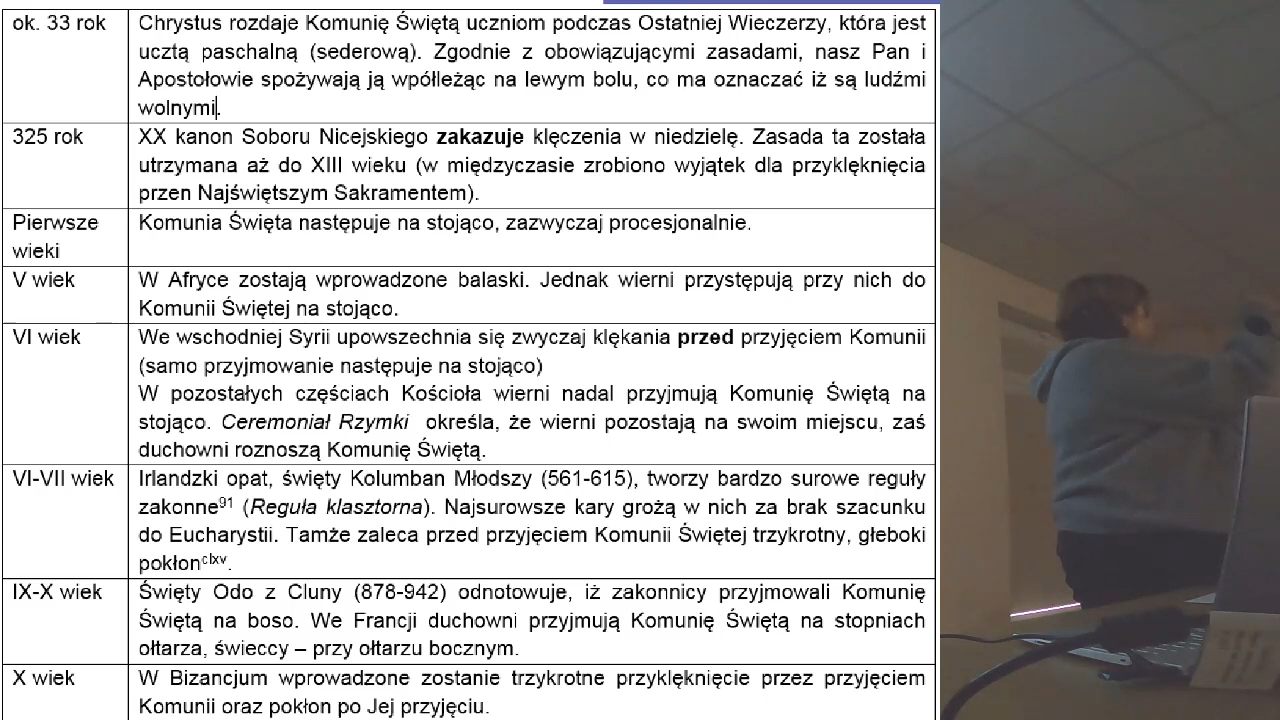 ok. 33 rok
Chrystus rozdaje Komunię Świętą uczniom podczas Ostatniej Wieczerzy, która jest
ucztą paschalną (sederową). Zgodnie z obowiązującymi zasadami, nasz Pan i
Apostołowie spożywają ją wpółleżąc na lewym bolu, co ma oznaczać iż są ludźmi
wolnymi.
325 rok
XX kanon Soboru Nicejskiego zakazuje klęczenia w niedzielę. Zasada ta została
utrzymana aż do XIII wieku (w międzyczasie zrobiono wyjątek dla przyklęknięcia
przen Najświętszym Sakramentem).
Pierwsze
wieki
Komunia Święta następuje na stojąco, zazwyczaj procesjonalnie.
V wiek
W Afryce zostają wprowadzone balaski. Jednak wierni przystępują przy nich do
Komunii Świętej na stojąco.
VI wiek
We wschodniej Syrii upowszechnia się zwyczaj klękania przed przyjęciem Komunii
(samo przyjmowanie następuje na stojąco)
W pozostałych częściach Kościoła wierni nadal przyjmują Komunię Świętą na
stojąco. Ceremoniał Rzymki określa, że wierni pozostają na swoim miejscu, zaś
duchowni roznoszą Komunię Świętą.
VI-VII wiek
Irlandzki opat, święty Kolumban Młodszy (561-615), tworzy bardzo surowe reguły
zakonne91 (Reguła klasztorna). Najsurowsze kary grożą w nich za brak szacunku
do Eucharystii. Tamże zaleca przed przyjęciem Komunii Świętej trzykrotny, głeboki
pokłonclxv.
IX-X wiek
Święty Odo z Cluny (878-942) odnotowuje, iż zakonnicy przyjmowali Komunię
Świętą na boso. We Francji duchowni przyjmują Komunię Świętą na stopniach
ołtarza, świeccy – przy ołtarzu bocznym.
X wiek
W Bizancjum wprowadzone zostanie trzykrotne przyklęknięcie przez przyjęciem
Komunii oraz pokłon po Jej przyjęciu.